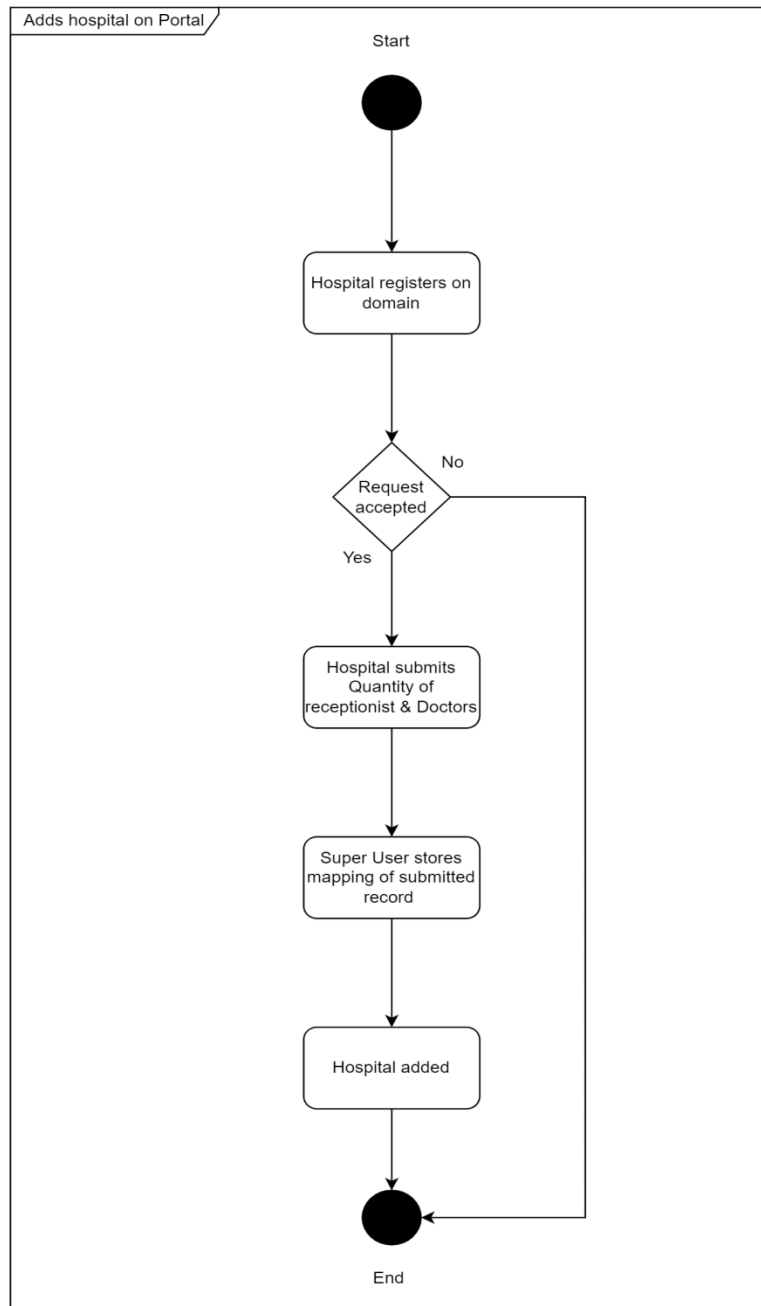 Adds hospital on Portal
Start
Hospital registers on
domain
No
Request
accepted
Yes
Hospital submits
Quantity of
receptionist & Doctors
Super User stores
mapping of submitted
record
Hospital added
End